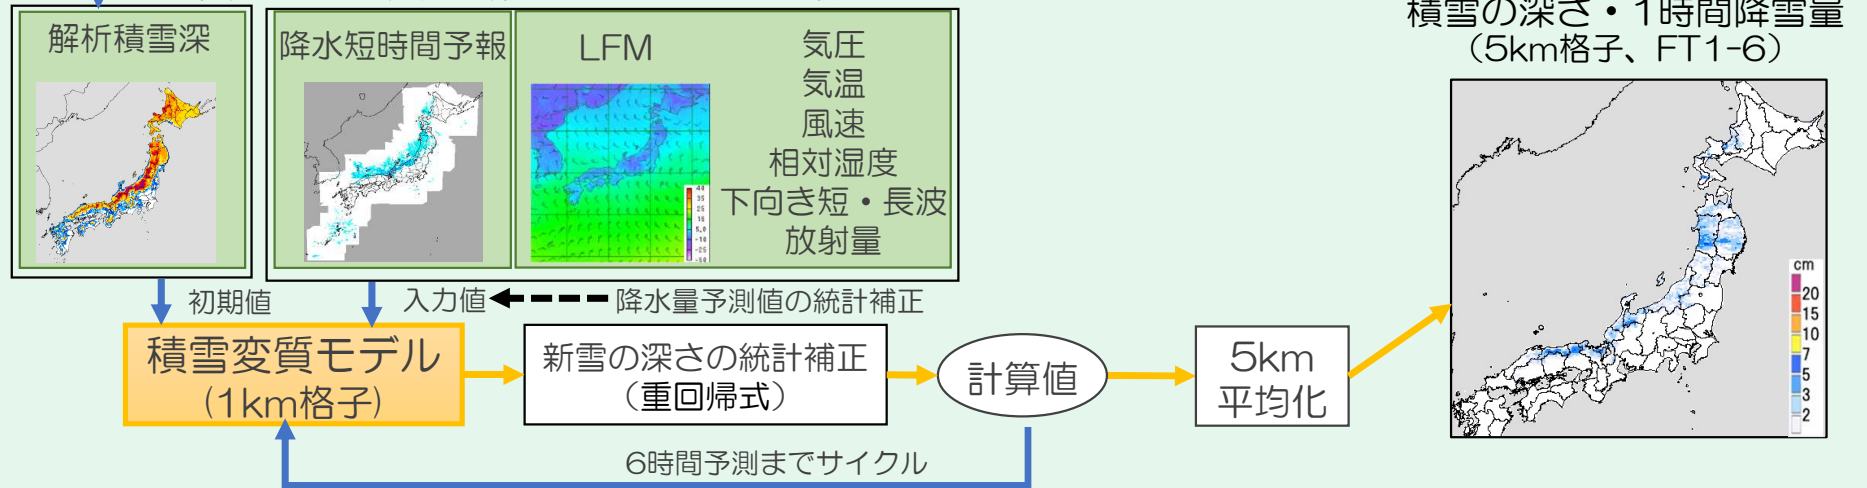 解析積雪深
降水短時間予報
LFM
気圧
気温
風速
相対湿度
下向き短・長波
放射量
積雪の深さ・1時間降雪量
(5km格子、FT1-6)
初期値
入力値
降水量予測値の統計補正
積雪変質モデル
(1km格子)
新雪の深さの統計補正
(重回帰式)
計算値
5km
平均化
6時間予測までサイクル
cm
20
15
10
7
5
3
2